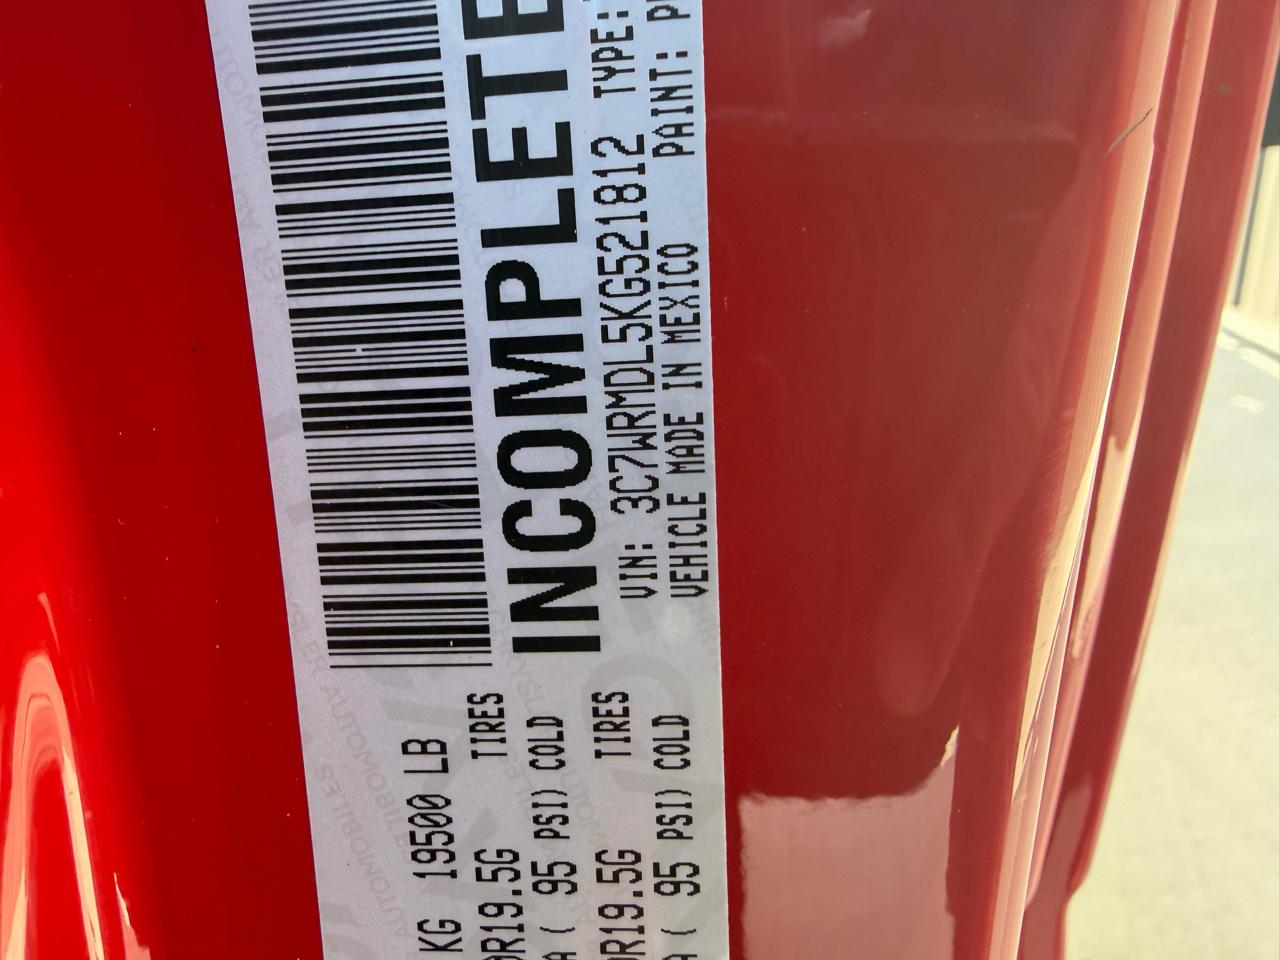 KG 19500 LB
TIRES
R19.5G
( 95 PSI) COLD
TIRES
R19.5G
( 95 PSI) COLD
INCOMPLETE
VIN: 3C7WRMDL5KG521812 TYPE:
VEHICLE MADE IN MEXICO PAINT: